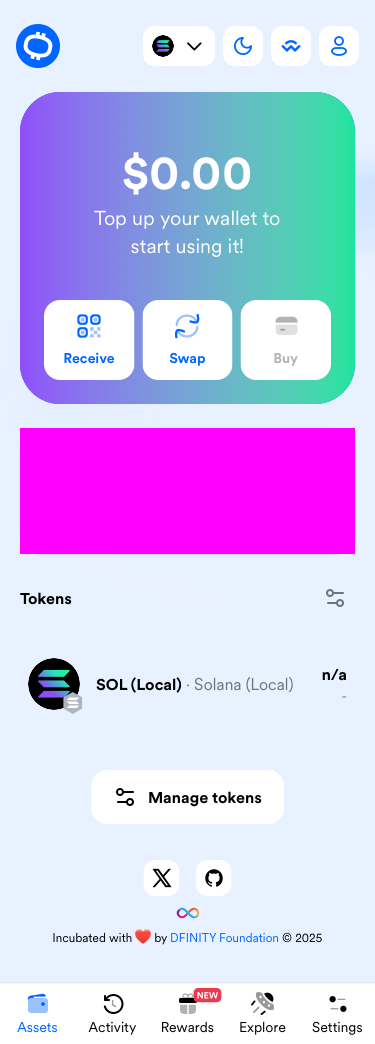 $0.00
Top up your wallet to
start using it!
Receive
Swap
Buy
Tokens
SOL (Local) · Solana (Local)
n/a
-
Manage tokens
Incubated with ❤️ by DFINITY Foundation © 2025
NEW
Assets
Activity
Rewards
Explore
Settings